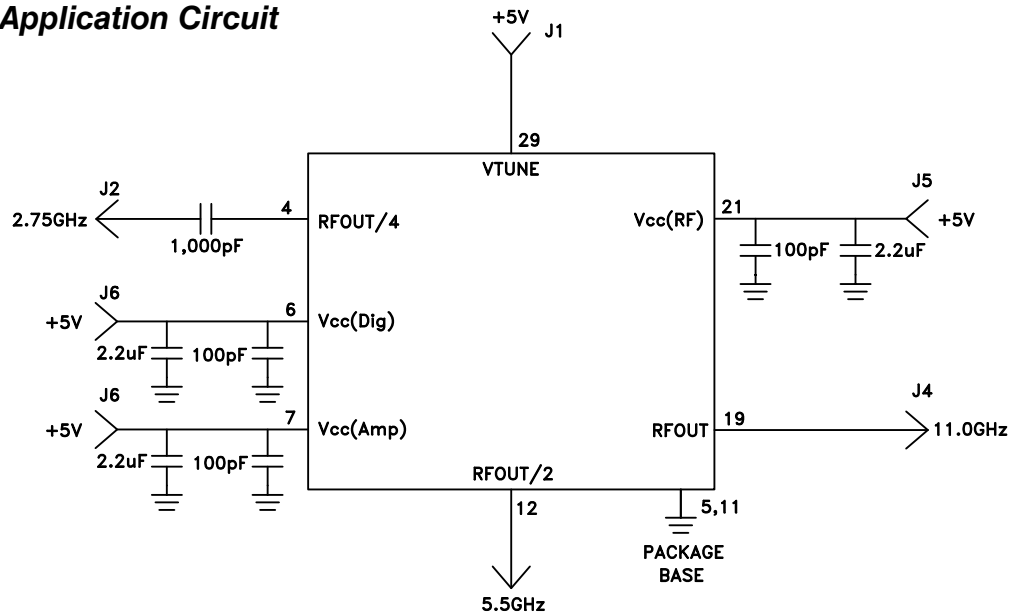 Application Circuit
+5V
J1
29
VTUNE
J2
2.75GHz
1,000pF
4
RFOUT/4
Vcc(RF)
21
J5
+5V
100pF
2.2uF
J6
+5V
2.2uF
100pF
6
Vcc(Dig)
J6
+5V
2.2uF
100pF
7
Vcc(Amp)
RFOUT
19
J4
11.0GHz
RFOUT/2
12
5.5GHz
5,11
PACKAGE
BASE